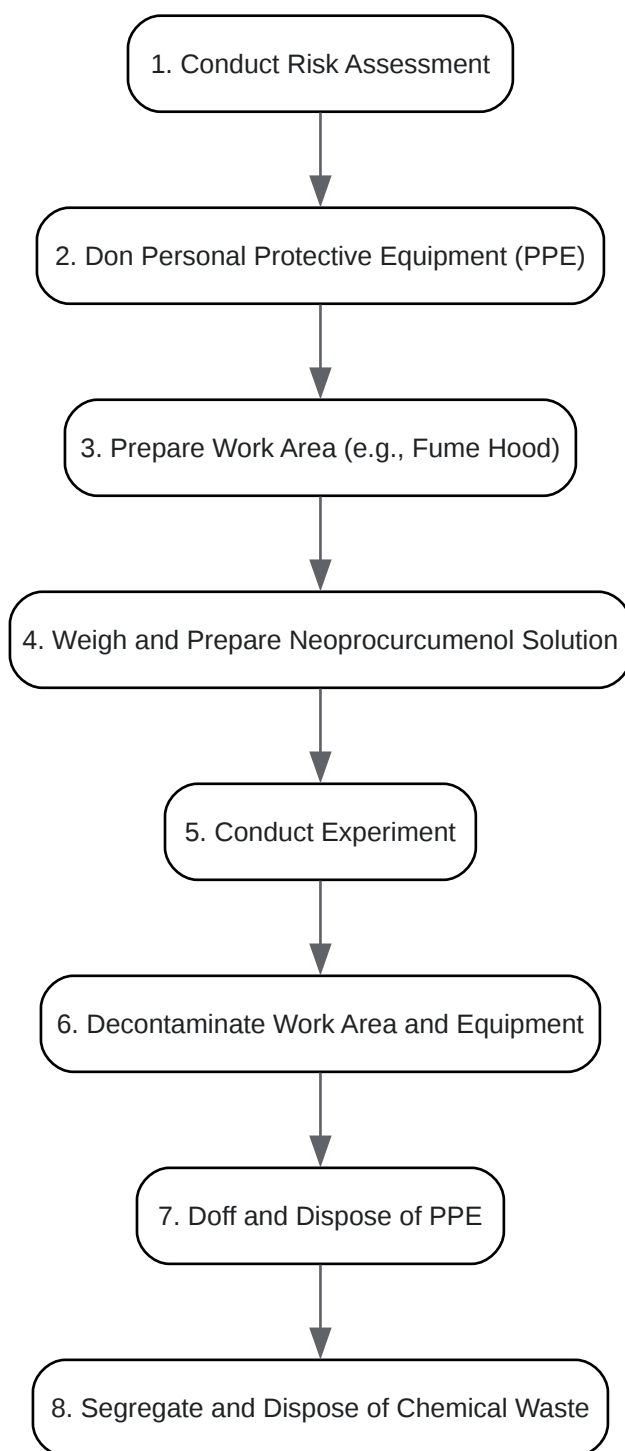 1. Conduct Risk Assessment
2. Don Personal Protective Equipment (PPE)
3. Prepare Work Area (e.g., Fume Hood)
4. Weigh and Prepare Neoprocurcumenol Solution
5. Conduct Experiment
6. Decontaminate Work Area and Equipment
7. Doff and Dispose of PPE
8. Segregate and Dispose of Chemical Waste